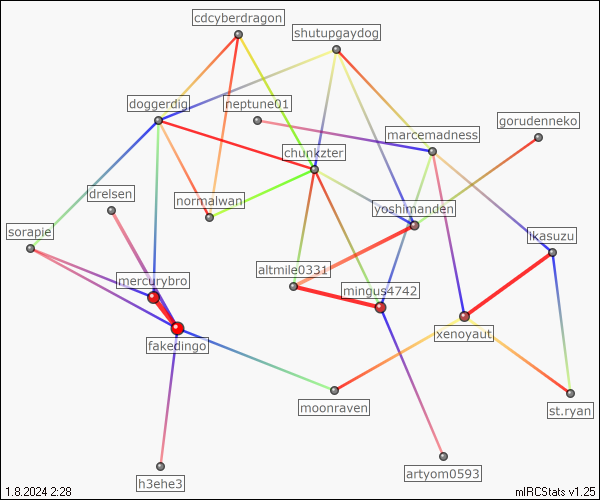 cdcyberdragon
shutupgaydog
doggerdig
neptune01
gorudenneko
marcemadness
chunkzter
drelsen
normalwan
yoshimanden
sorapie
ikasuzu
altmile0331
mercurybro
mingus4742
xenoyaut
fakedingo
moonraven
st.ryan
artyom0593
h3ehe3
1.8.2024 2:28
mIRCStats v1.25